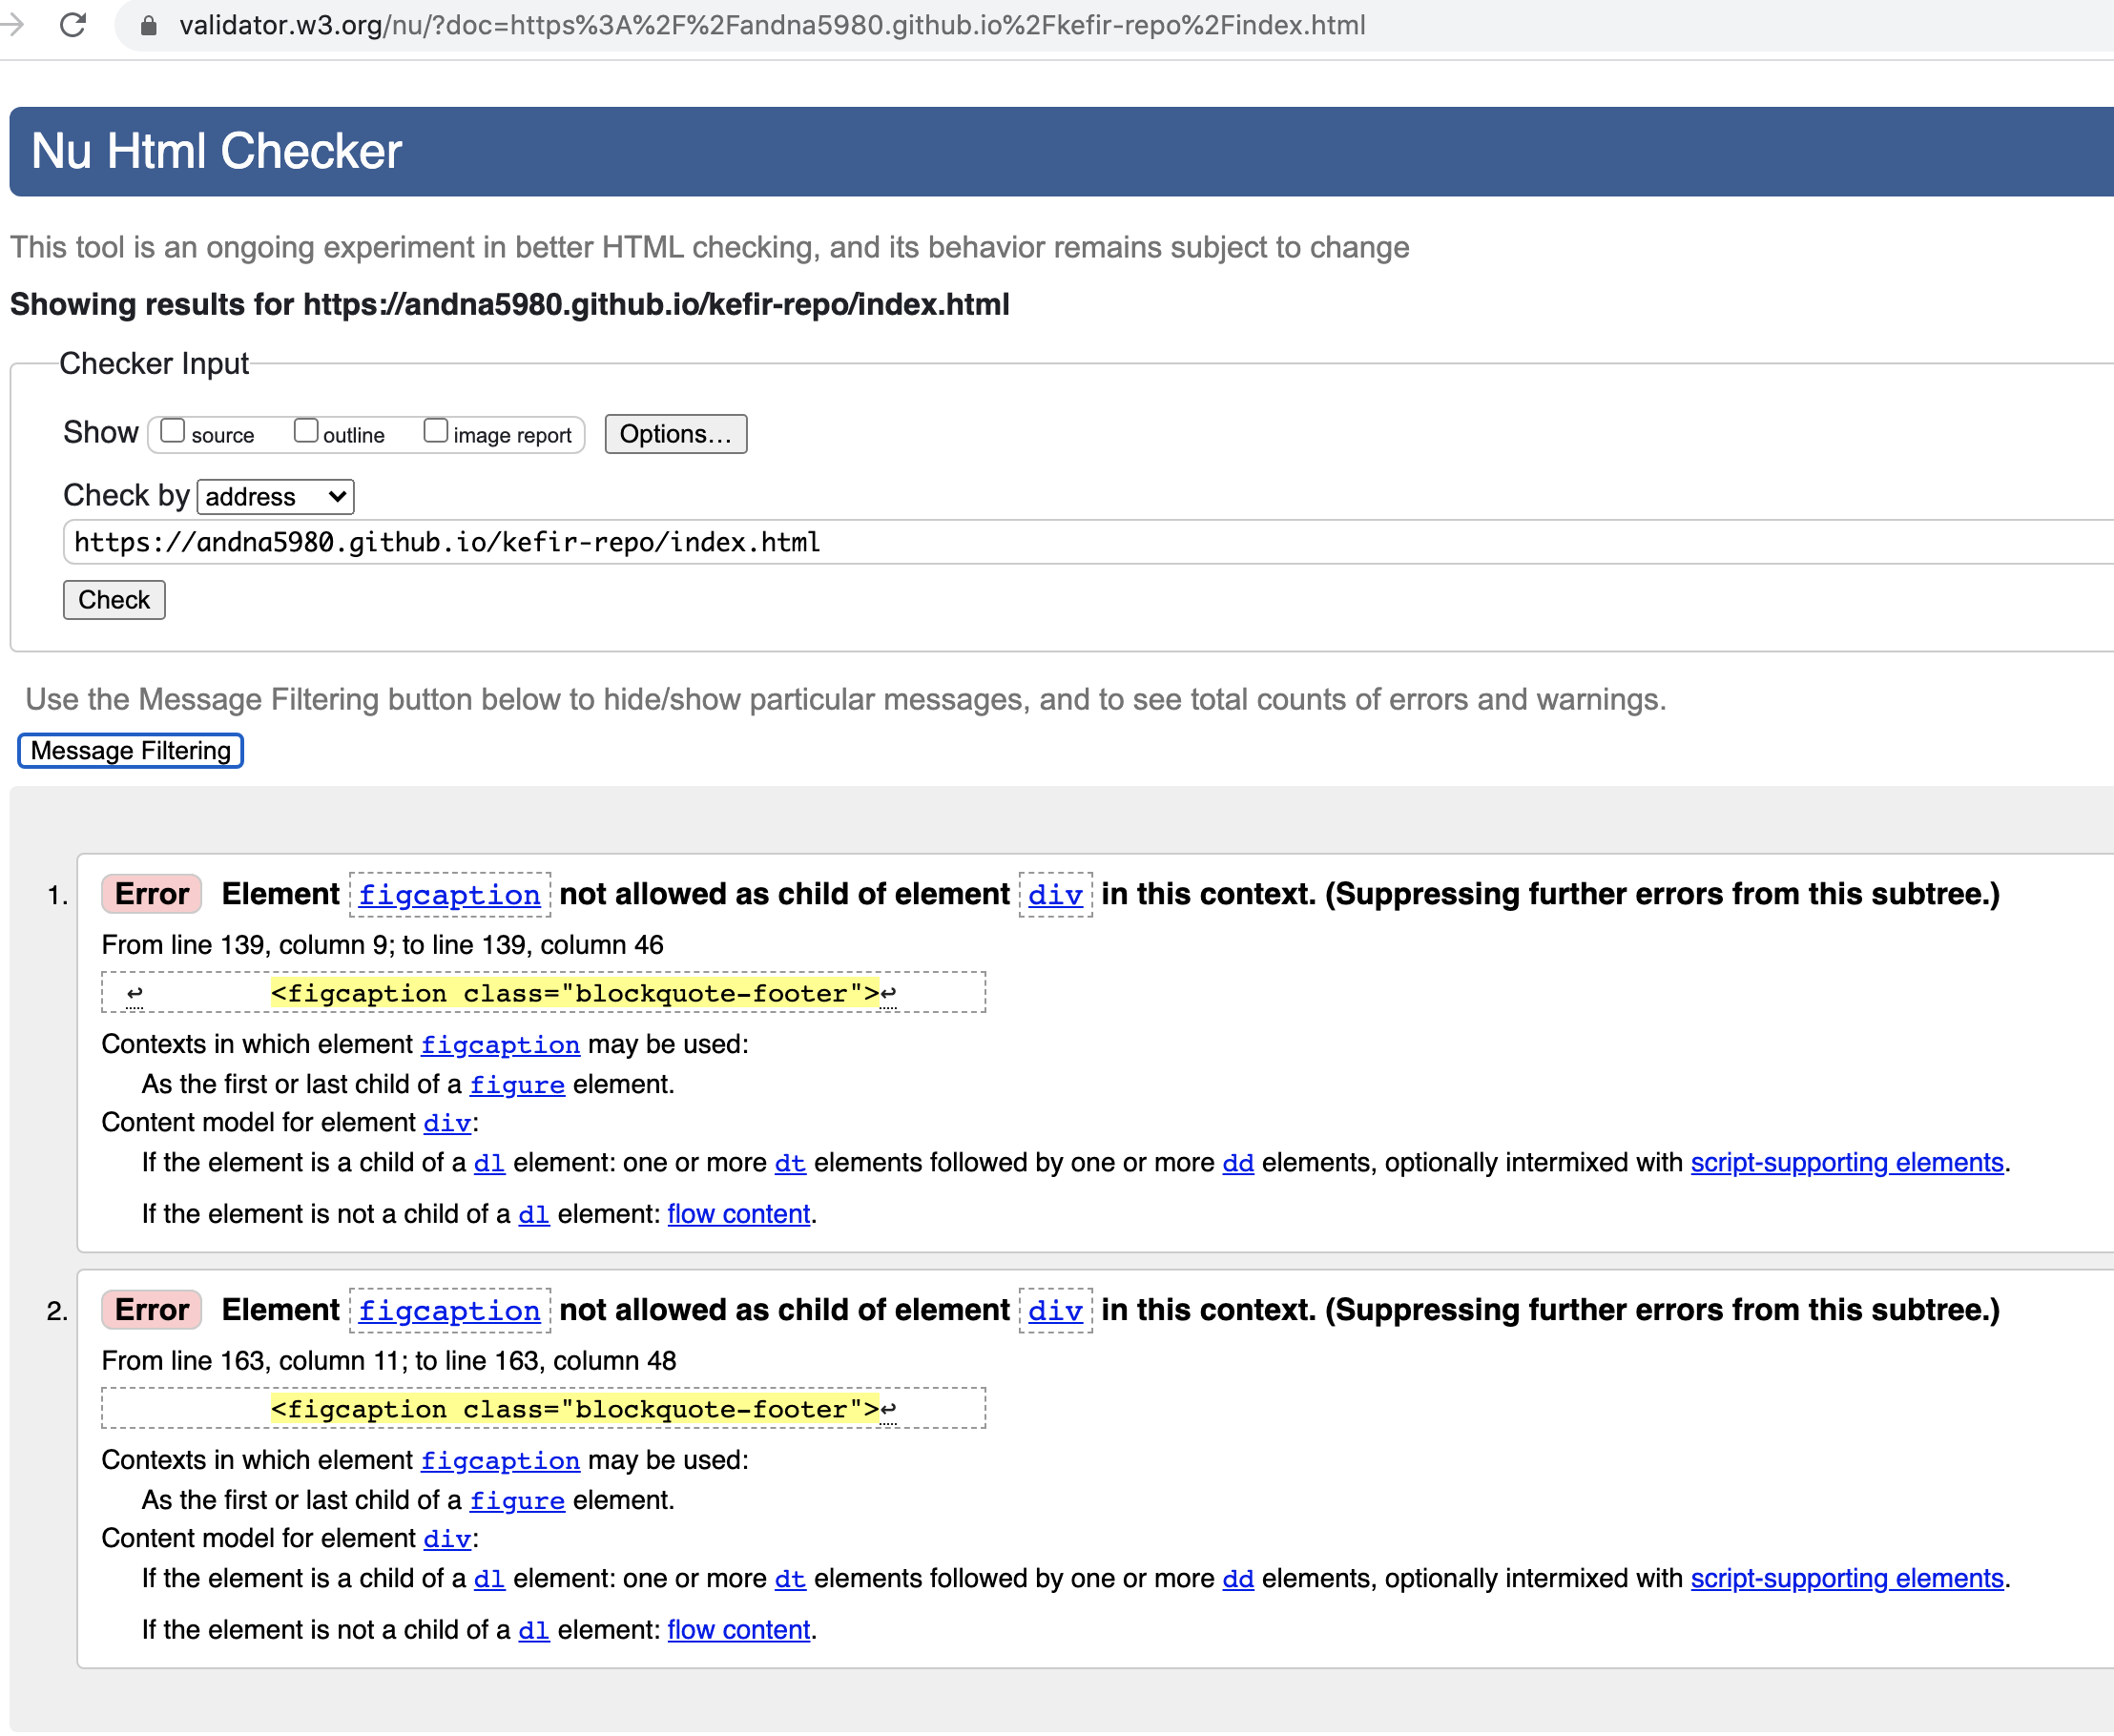 validator.w3.org/nu/?doc=https%3A%2F%2Fandna5980.github.io%2Fkefir-repo%2Findex.html
Nu Html Checker
This tool is an ongoing experiment in better HTML checking, and its behavior remains subject to change
Showing results for https://andna5980.github.io/kefir-repo/index.html
Checker Input
Show source outline image report Options...
Check by address
https://andna5980.github.io/kefir-repo/index.html
Check
Use the Message Filtering button below to hide/show particular messages, and to see total counts of errors and warnings.
Message Filtering
1. Error Element figcaption not allowed as child of element div in this context. (Suppressing further errors from this subtree.)
From line 139, column 9; to line 139, column 46
↩ <figcaption class="blockquote-footer">↩
Contexts in which element figcaption may be used:
As the first or last child of a figure element.
Content model for element div:
If the element is a child of a dl element: one or more dt elements followed by one or more dd elements, optionally intermixed with script-supporting elements.
If the element is not a child of a dl element: flow content.
2. Error Element figcaption not allowed as child of element div in this context. (Suppressing further errors from this subtree.)
From line 163, column 11; to line 163, column 48
<figcaption class="blockquote-footer">↩
Contexts in which element figcaption may be used:
As the first or last child of a figure element.
Content model for element div:
If the element is a child of a dl element: one or more dt elements followed by one or more dd elements, optionally intermixed with script-supporting elements.
If the element is not a child of a dl element: flow content.